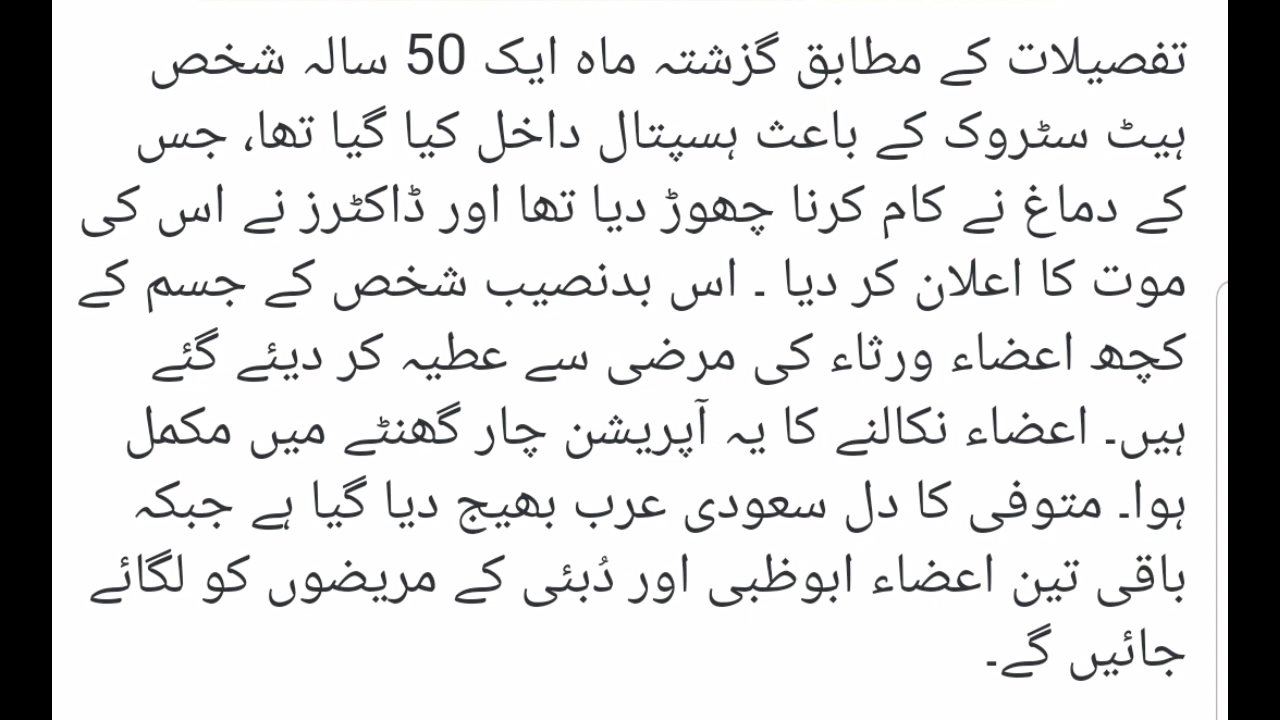 تفصیلات کے مطابق گزشتہ ماہ ایک 50 سالہ شخص
ہیٹ سٹروک کے باعث ہسپتال داخل کیا گیا تھا، جس
کے دماغ نے کام کرنا چھوڑ دیا تھا اور ڈاکٹرز نے اس کی
موت کا اعلان کر دیا ۔ اس بدنصیب شخص کے جسم کے
کچھ اعضاء ورثاء کی مرضی سے عطیہ کر دیئے گئے
ہیں۔ اعضاء نکالنے کا یہ آپریشن چار گھنٹے میں مکمل
ہوا۔ متوفی کا دل سعودی عرب بھیج دیا گیا ہے جبکہ
باقی تین اعضاء ابوظبی اور دُبئی کے مریضوں کو لگائے
جائیں گے۔